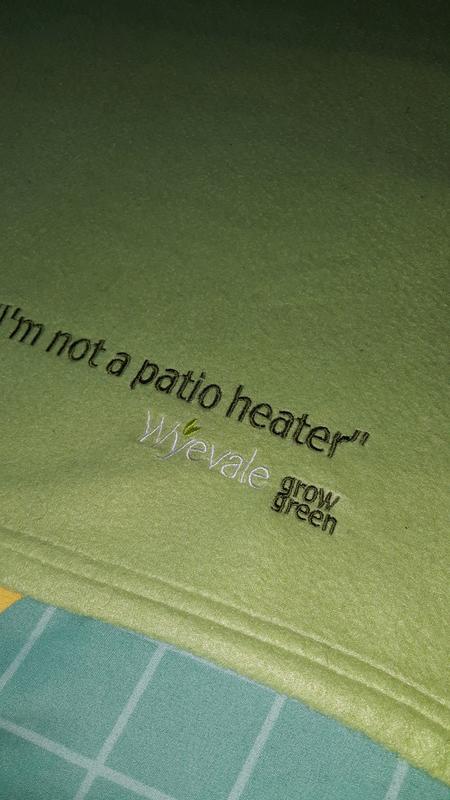 "I'm not a patio heater"
Wyevale
grow
green